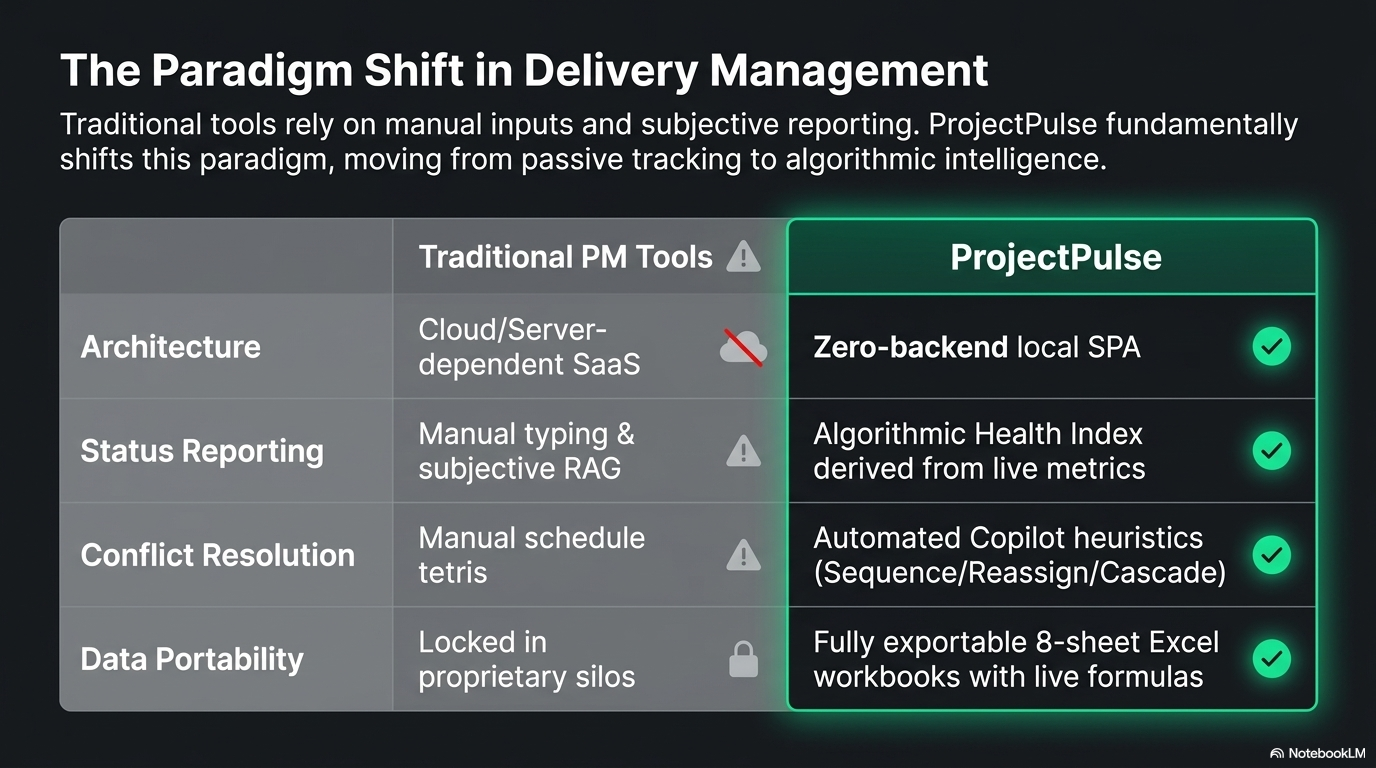 The Paradigm Shift in Delivery Management
Traditional tools rely on manual inputs and subjective reporting. ProjectPulse fundamentally
shifts this paradigm, moving from passive tracking to algorithmic intelligence.
Traditional PM Tools
ProjectPulse
Architecture
Cloud/Server-
dependent SaaS
Zero-backend local SPA
Status Reporting
Manual typing &
subjective RAG
Algorithmic Health Index
derived from live metrics
Conflict Resolution
Manual schedule
tetris
Automated Copilot heuristics
(Sequence/Reassign/Cascade)
Data Portability
Locked in
proprietary silos
Fully exportable 8-sheet Excel
workbooks with live formulas
NotebookLM